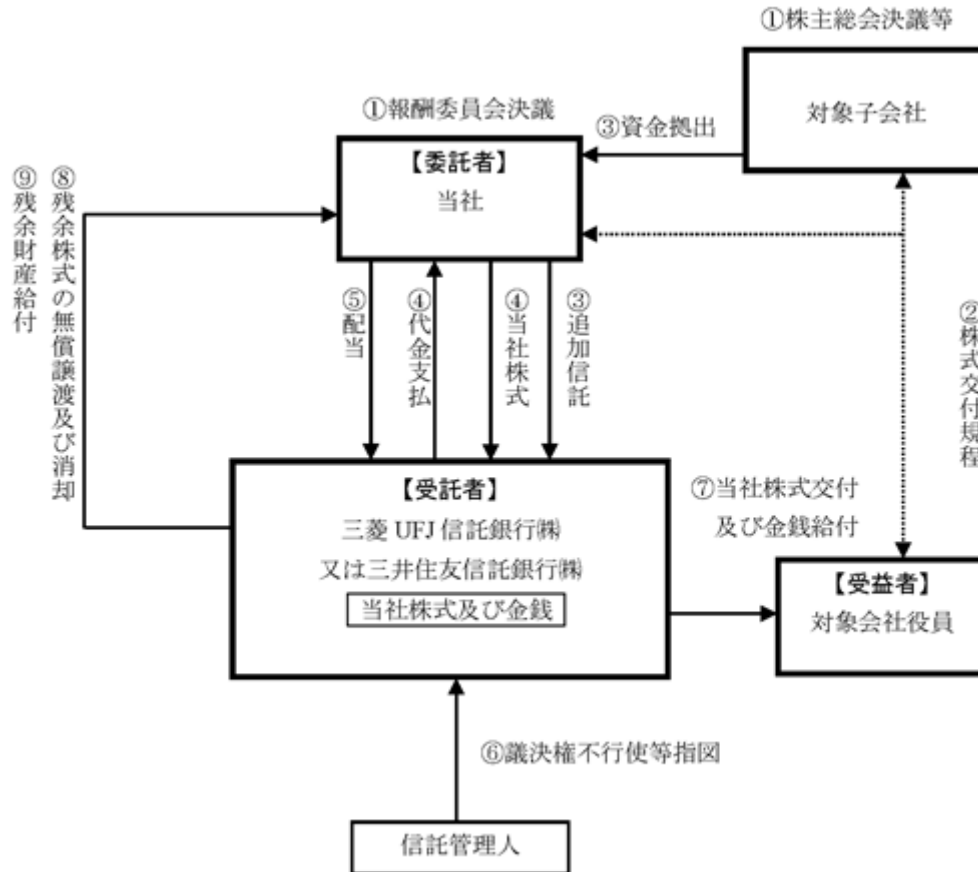 ①株主総会決議等
対象子会社
①報酬委員会決議
③資金拠出
【委託者】
当社
⑨残余財産給付
⑧残余株式の無償譲渡及び消却
⑤配当
④代金支払
④当社株式
③追加信託
②株式交付規程
【受託者】
三菱 UFJ 信託銀行㈱
又は三井住友信託銀行㈱
当社株式及び金銭
⑦当社株式交付
及び金銭給付
【受益者】
対象会社役員
⑥議決権不行使等指図
信託管理人